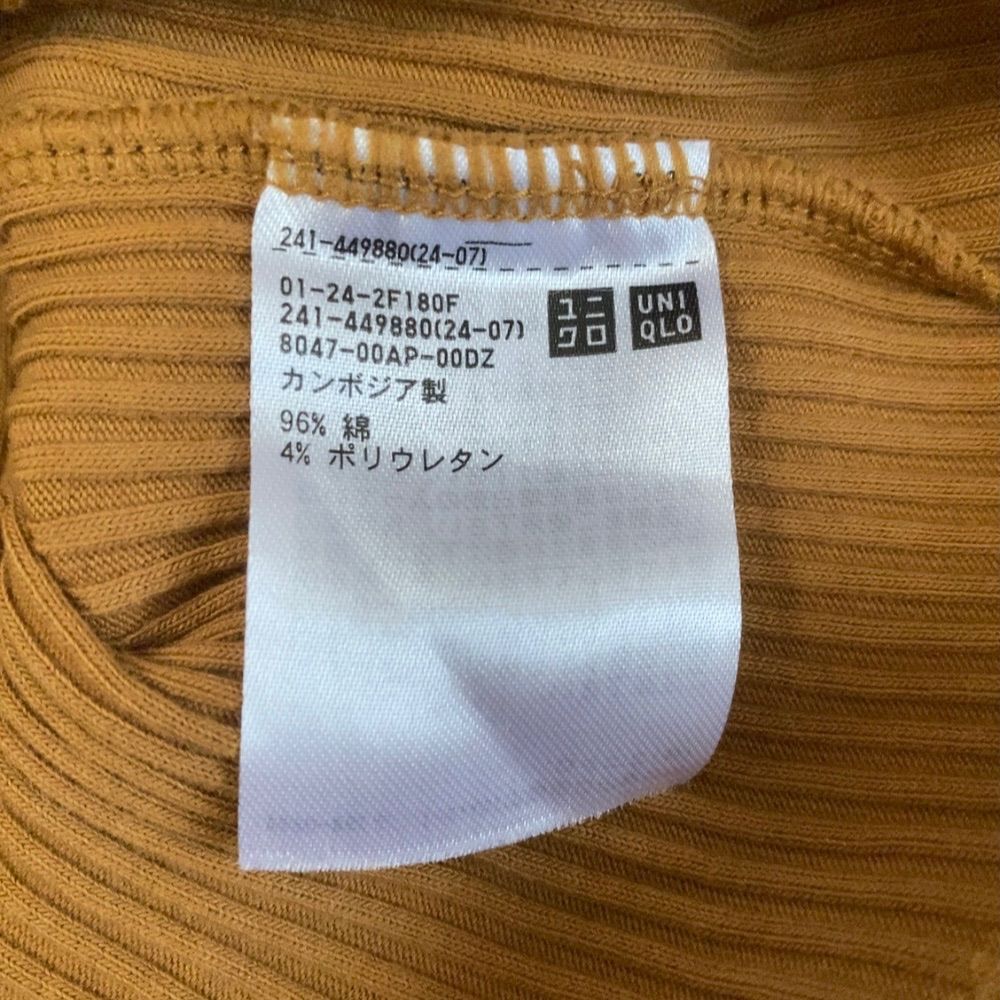 241-449880(24-07)
01-24-2F180F
241-449880(24-07)
8047-00AP-00DZ
ユニクロ
UNIQLO
カンボジア製
96% 綿
4% ポリウレタン